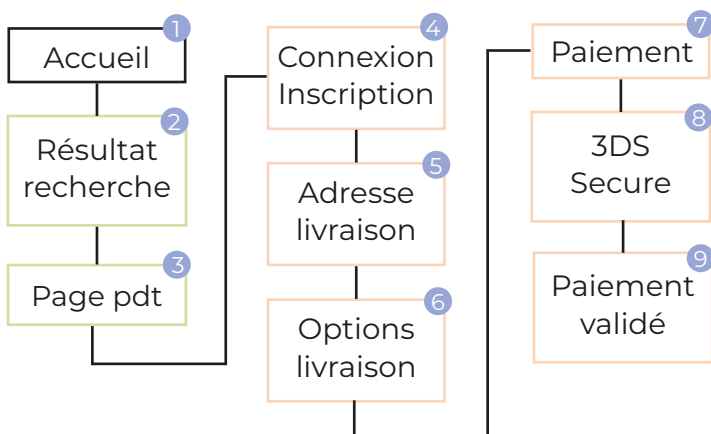 1
Accueil
2
Résultat
recherche
3
Page pdt
4
Connexion
Inscription
5
Adresse
livraison
6
Options
livraison
7
Paiement
8
3DS
Secure
9
Paiement
validé